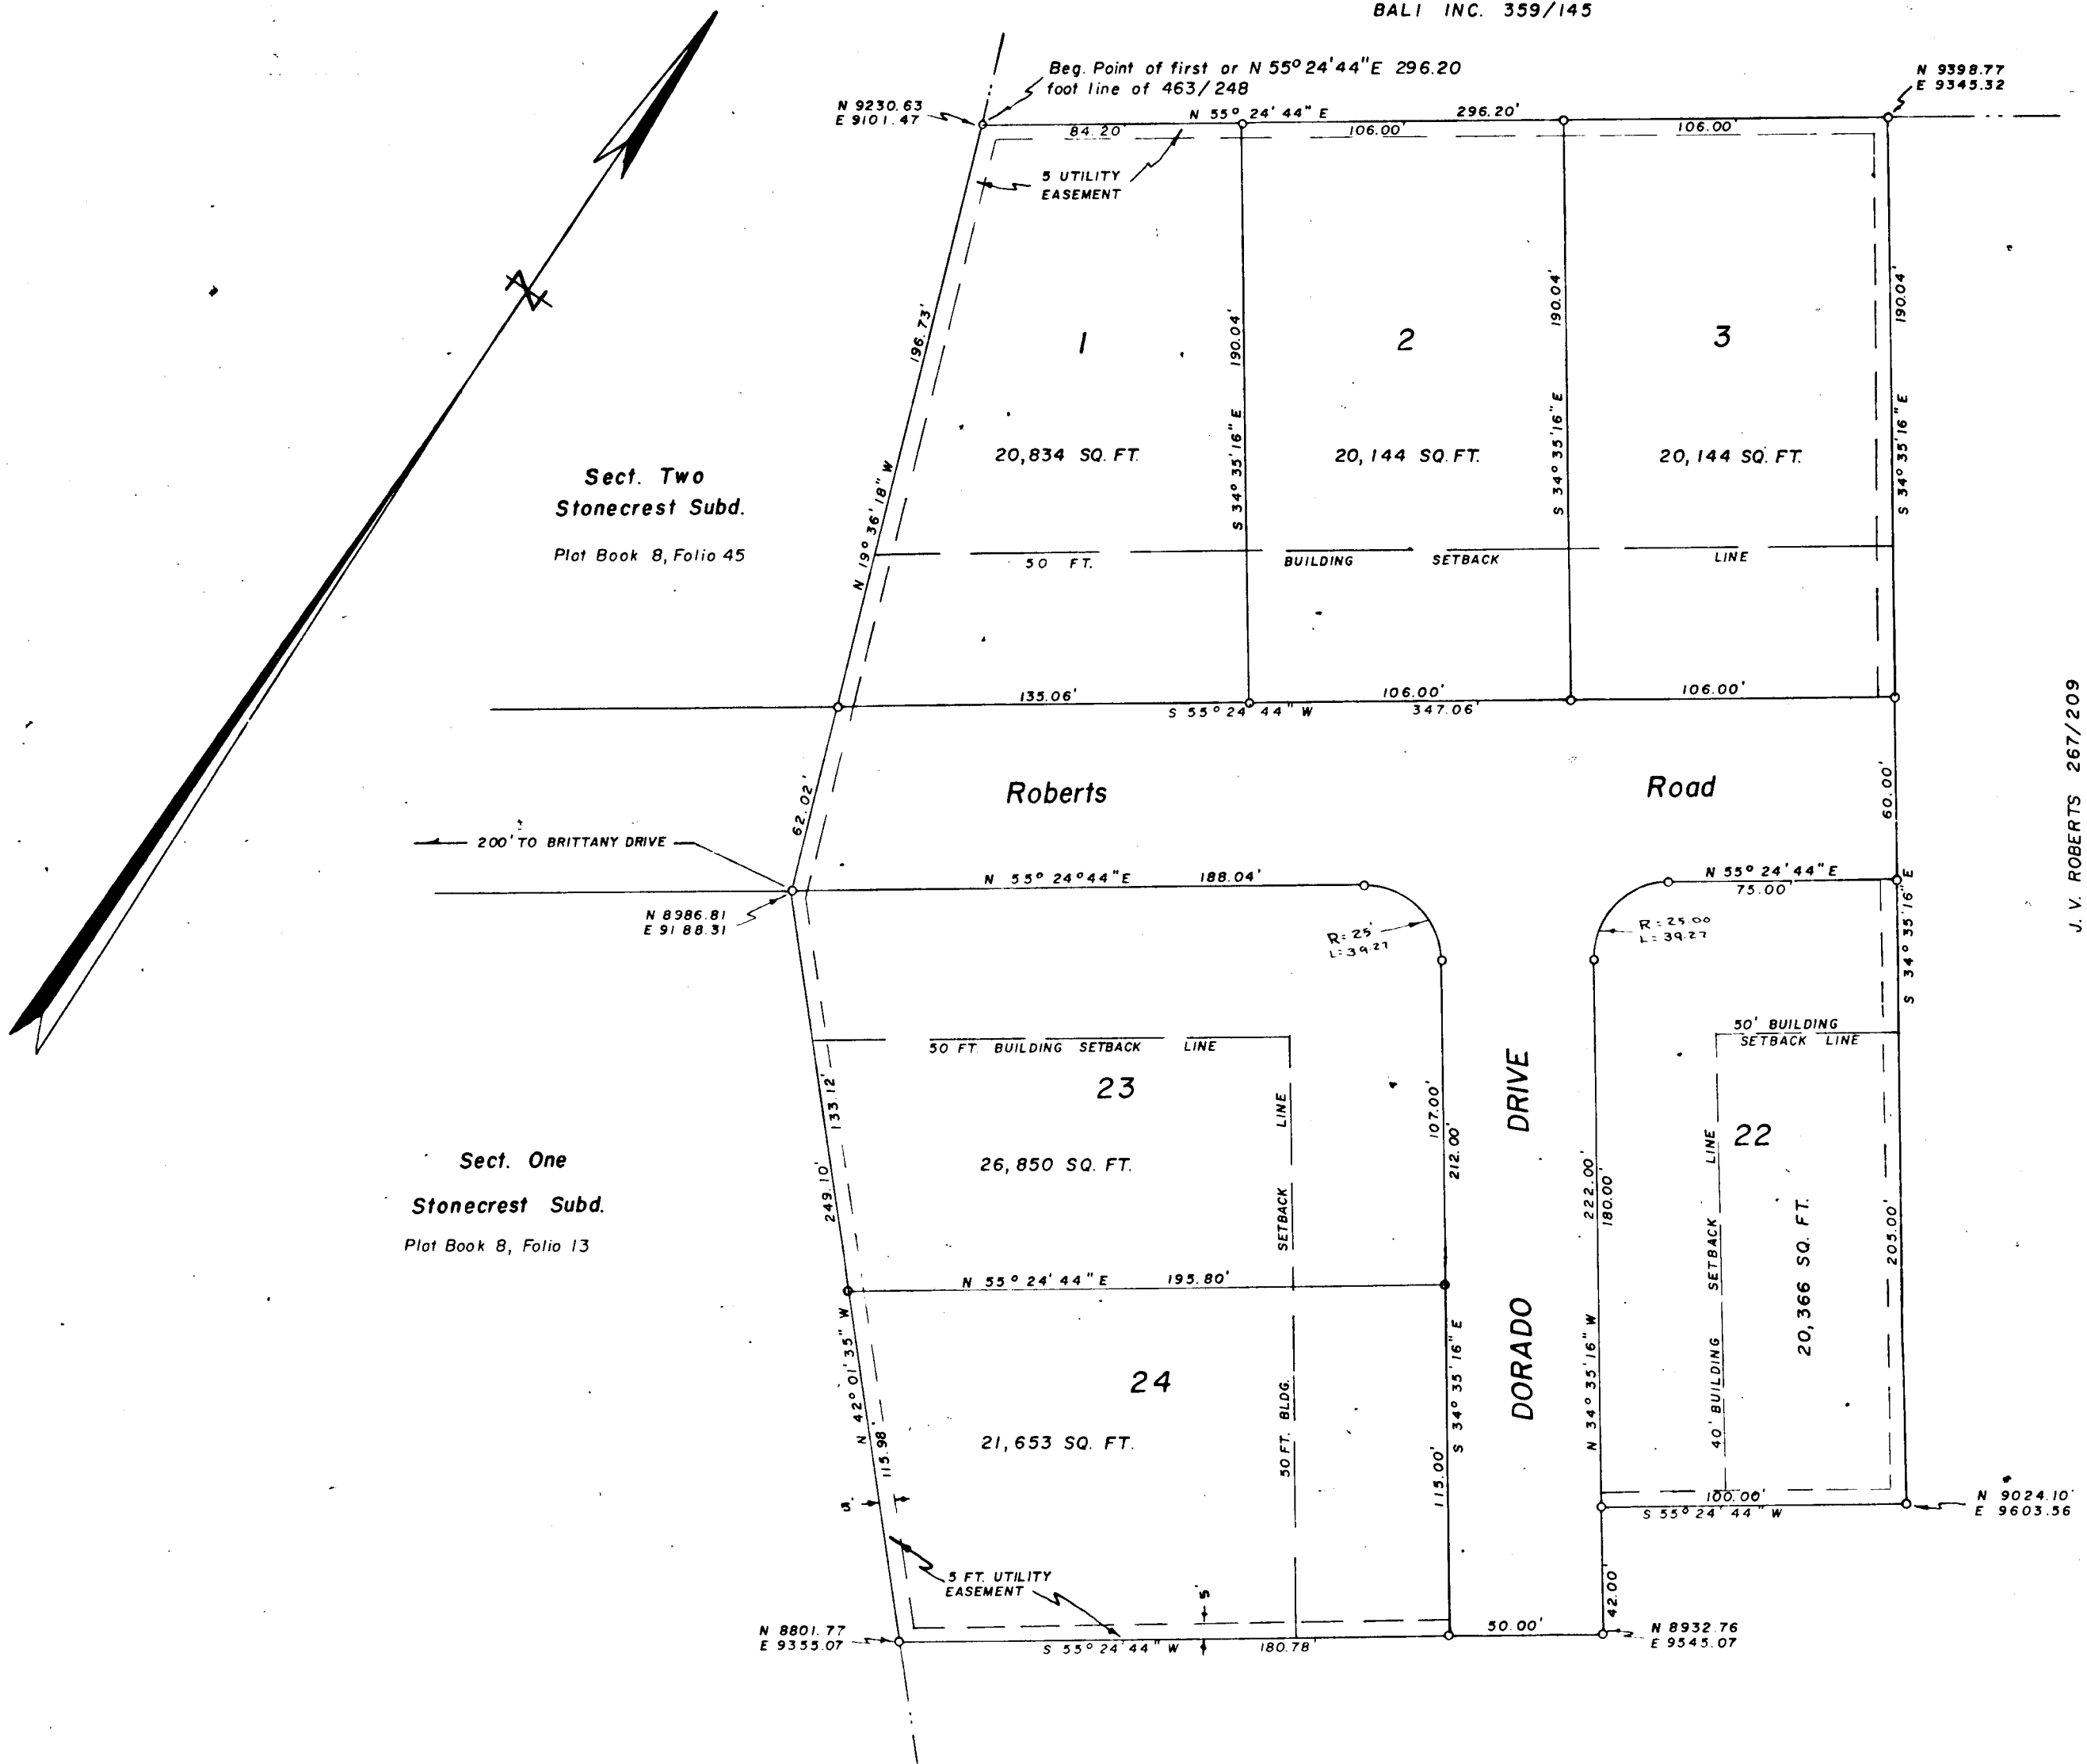 BALI INC. 359/145
Beg. Point of first or N 55° 24' 44" E 296.20
foot line of 463/248
N 9230.63
E 9101.47
N 9398.77
E 9345.32
N 55° 24' 44" E 296.20'
84.20'
106.00'
106.00'
5 UTILITY
EASEMENT
N
196.73'
N 19° 36' 18" W
190.04'
S 34° 35' 16" E
190.04'
S 34° 35' 16" E
190.04'
S 34° 35' 16" E
1
2
3
20,834 SQ. FT.
20,144 SQ. FT.
20,144 SQ. FT.
Sect. Two
Stonecrest Subd.
Plat Book 8, Folio 45
50 FT. BUILDING SETBACK LINE
135.06'
106.00'
106.00'
S 55° 24' 44" W 347.06'
J. V. ROBERTS 267/209
Roberts Road
62.02'
60.00'
200' TO BRITTANY DRIVE
N 55° 24° 44" E 188.04'
N 55° 24' 44" E
75.00'
N 8986.81
E 9188.31
R = 25'
L = 39.27
R = 25.00
L = 39.27
S 34° 35' 16" E
50 FT. BUILDING SETBACK LINE
50' BUILDING
SETBACK LINE
23
26,850 SQ. FT.
133.12'
249.10'
SETBACK LINE
107.00'
212.00'
DORADO DRIVE
222.00'
180.00'
22
20,366 SQ. FT.
40' BUILDING SETBACK LINE
205.00'
Sect. One
Stonecrest Subd.
Plat Book 8, Folio 13
N 55° 24' 44" E 195.80'
N 42° 01' 35" W
115.98'
24
21,653 SQ. FT.
50 FT. BLDG.
S 34° 35' 16" E
115.00'
N 34° 35' 16" W
100.00'
S 55° 24' 44" W
N 9024.10
E 9603.56
5'
5 FT. UTILITY
EASEMENT
5'
42.00'
N 8801.77
E 9355.07
S 55° 24' 44" W 180.78'
50.00'
N 8932.76
E 9545.07